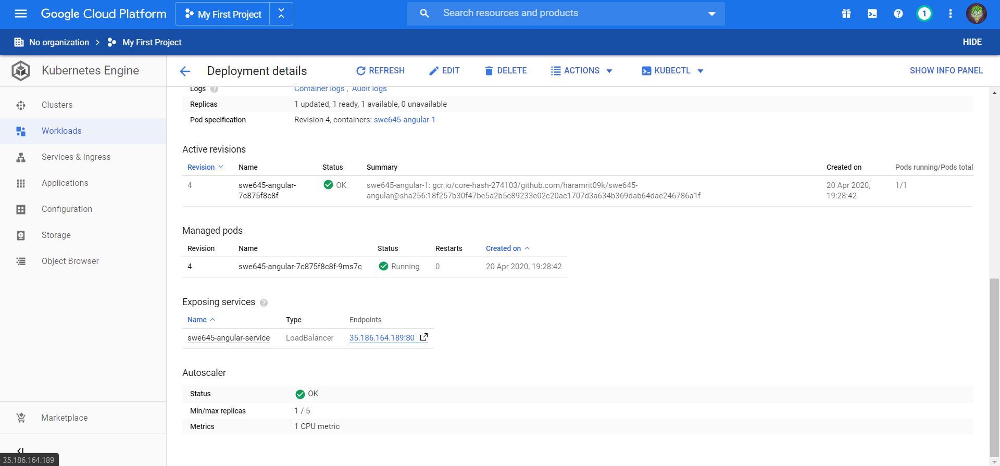 Google Cloud Platform My First Project Search resources and products 1
No organization My First Project HIDE
Kubernetes Engine Deployment details REFRESH EDIT DELETE ACTIONS KUBECTL SHOW INFO PANEL
Clusters
Workloads
Services & Ingress
Applications
Configuration
Storage
Object Browser
Marketplace
35.186.164.189
Logs Container logs , Audit logs
Replicas 1 updated, 1 ready, 1 available, 0 unavailable
Pod specification Revision 4, containers: swe645-angular-1
Active revisions
Revision Name Status Summary Created on Pods running/Pods total
4 swe645-angular- OK swe645-angular-1: gcr.io/core-hash-274103/github.com/haramrit09k/swe645- 20 Apr 2020, 1/1
7c875f8c8f angular@sha256:18f257b30f47be5a2b5c89233e02c20ac1707d3a634b369dab64dae246786a1f 19:28:42
Managed pods
Revision Name Status Restarts Created on
4 swe645-angular-7c875f8c8f-9ms7c Running 0 20 Apr 2020, 19:28:42
Exposing services
Name Type Endpoints
swe645-angular-service LoadBalancer 35.186.164.189:80
Autoscaler
Status OK
Min/max replicas 1 / 5
Metrics 1 CPU metric